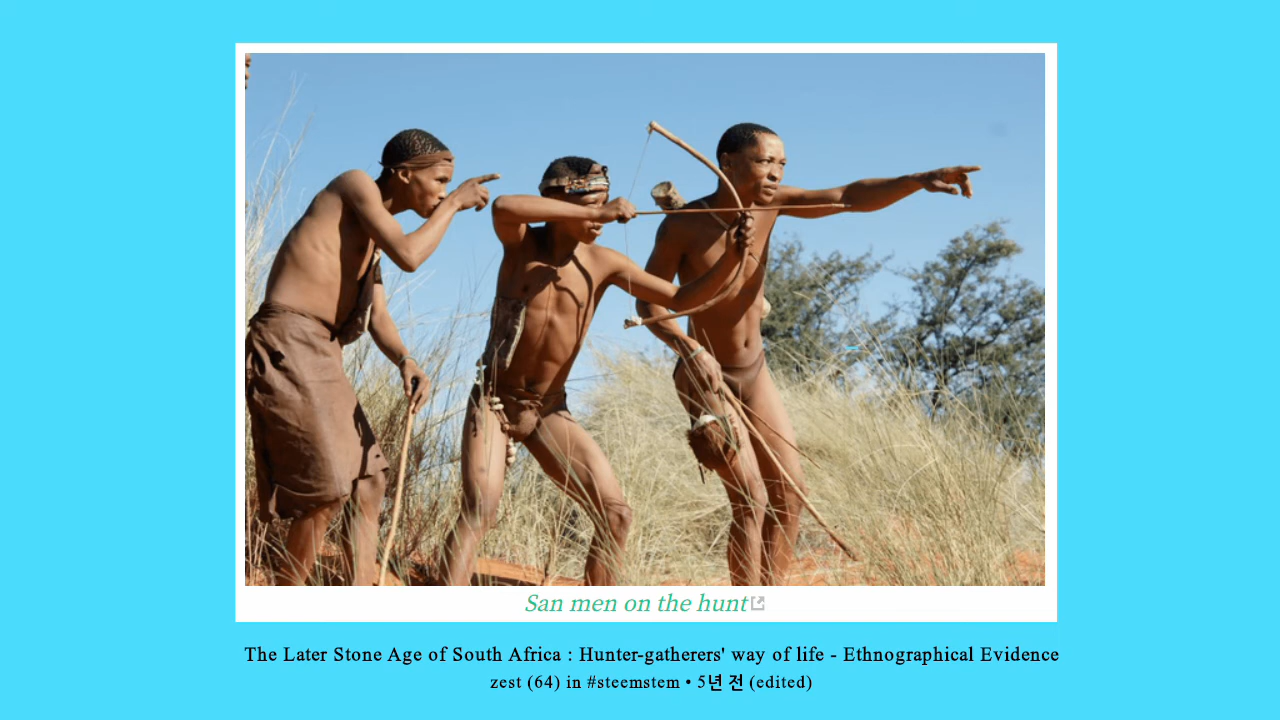 San men on the hunt
The Later Stone Age of South Africa : Hunter-gatherers' way of life - Ethnographical Evidence
zest (64) in #steemstem • 5년 전 (edited)